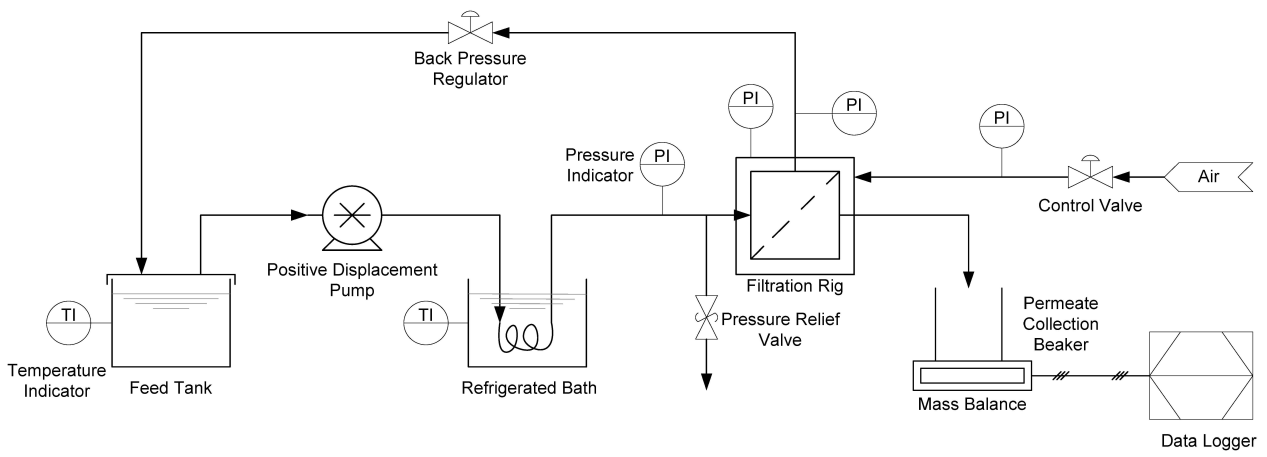 Back Pressure
Regulator
PI
PI
PI
Pressure
Indicator
PI
Air
Control Valve
Positive Displacement
Pump
Filtration Rig
TI
TI
Pressure Relief
Valve
Permeate
Collection
Beaker
Temperature
Indicator
Feed Tank
Refrigerated Bath
Mass Balance
Data Logger